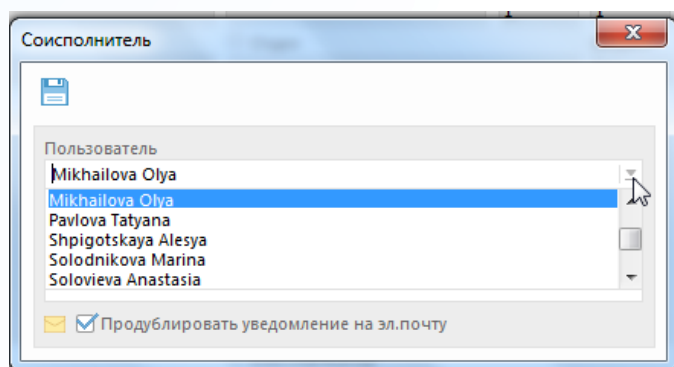 Соисполнитель
Пользователь
Mikhailova Olya
Mikhailova Olya
Pavlova Tatyana
Shpigotskaya Alesya
Solodnikova Marina
Solovieva Anastasia
Продублировать уведомление на эл.почту